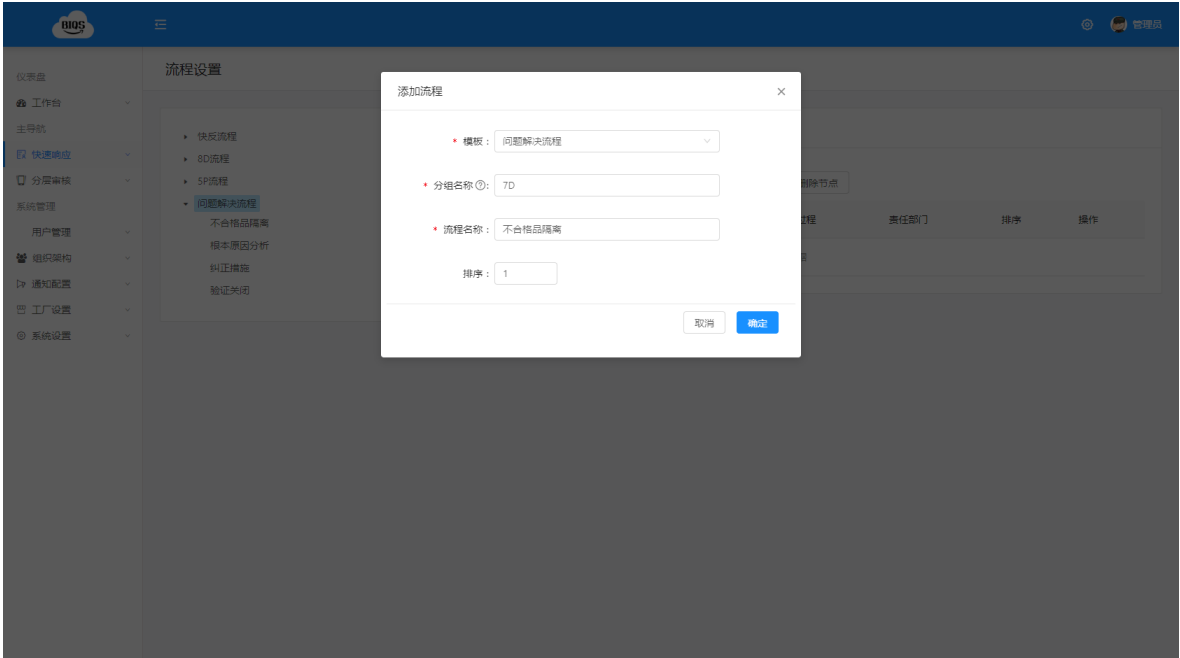 BIQS
管理员
仪表盘
工作台
主导航
快速响应
分层审核
系统管理
用户管理
组织架构
通知配置
工厂设置
系统设置
流程设置
快反流程
8D流程
5P流程
问题解决流程
不合格品隔离
根本原因分析
纠正措施
验证关闭
添加流程
* 模板： 问题解决流程
* 分组名称 ?: 7D
* 流程名称： 不合格品隔离
排序： 1
取消 确定
删除节点
过程 责任部门 排序 操作